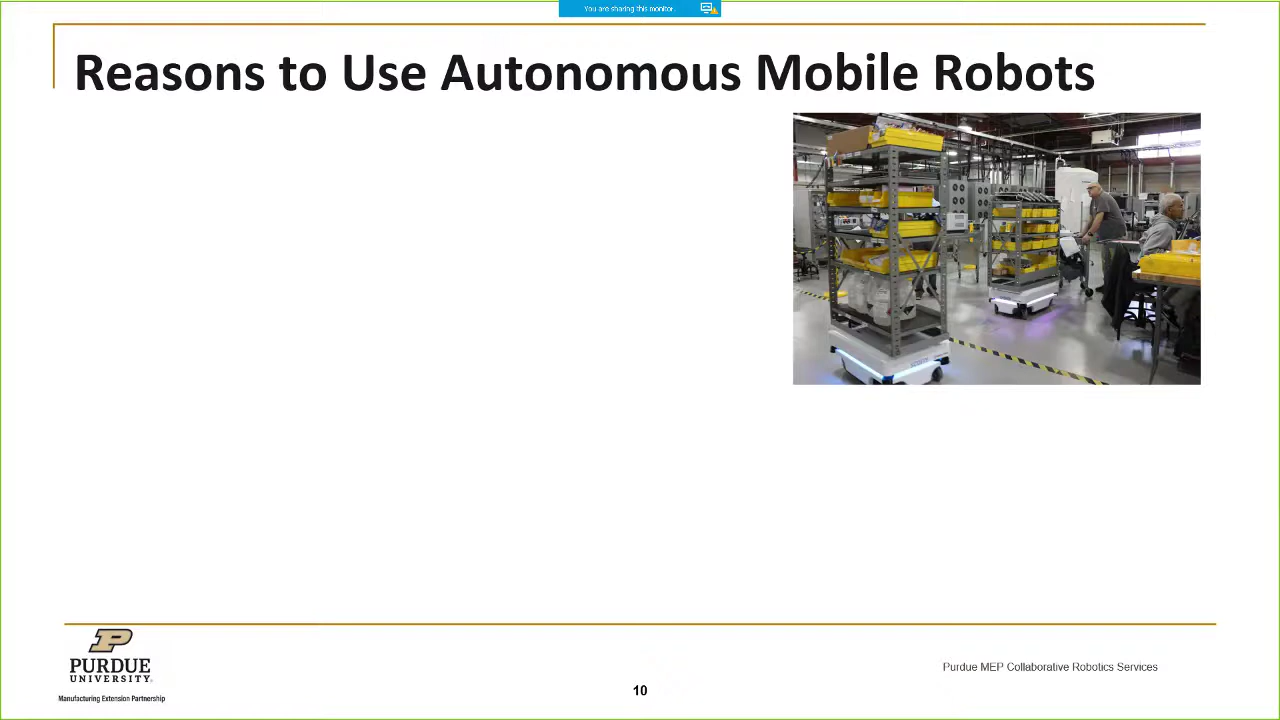 You are sharing this monitor.
Reasons to Use Autonomous Mobile Robots
P
PURDUE
UNIVERSITY.
Manufacturing Extension Partnership
10
Purdue MEP Collaborative Robotics Services